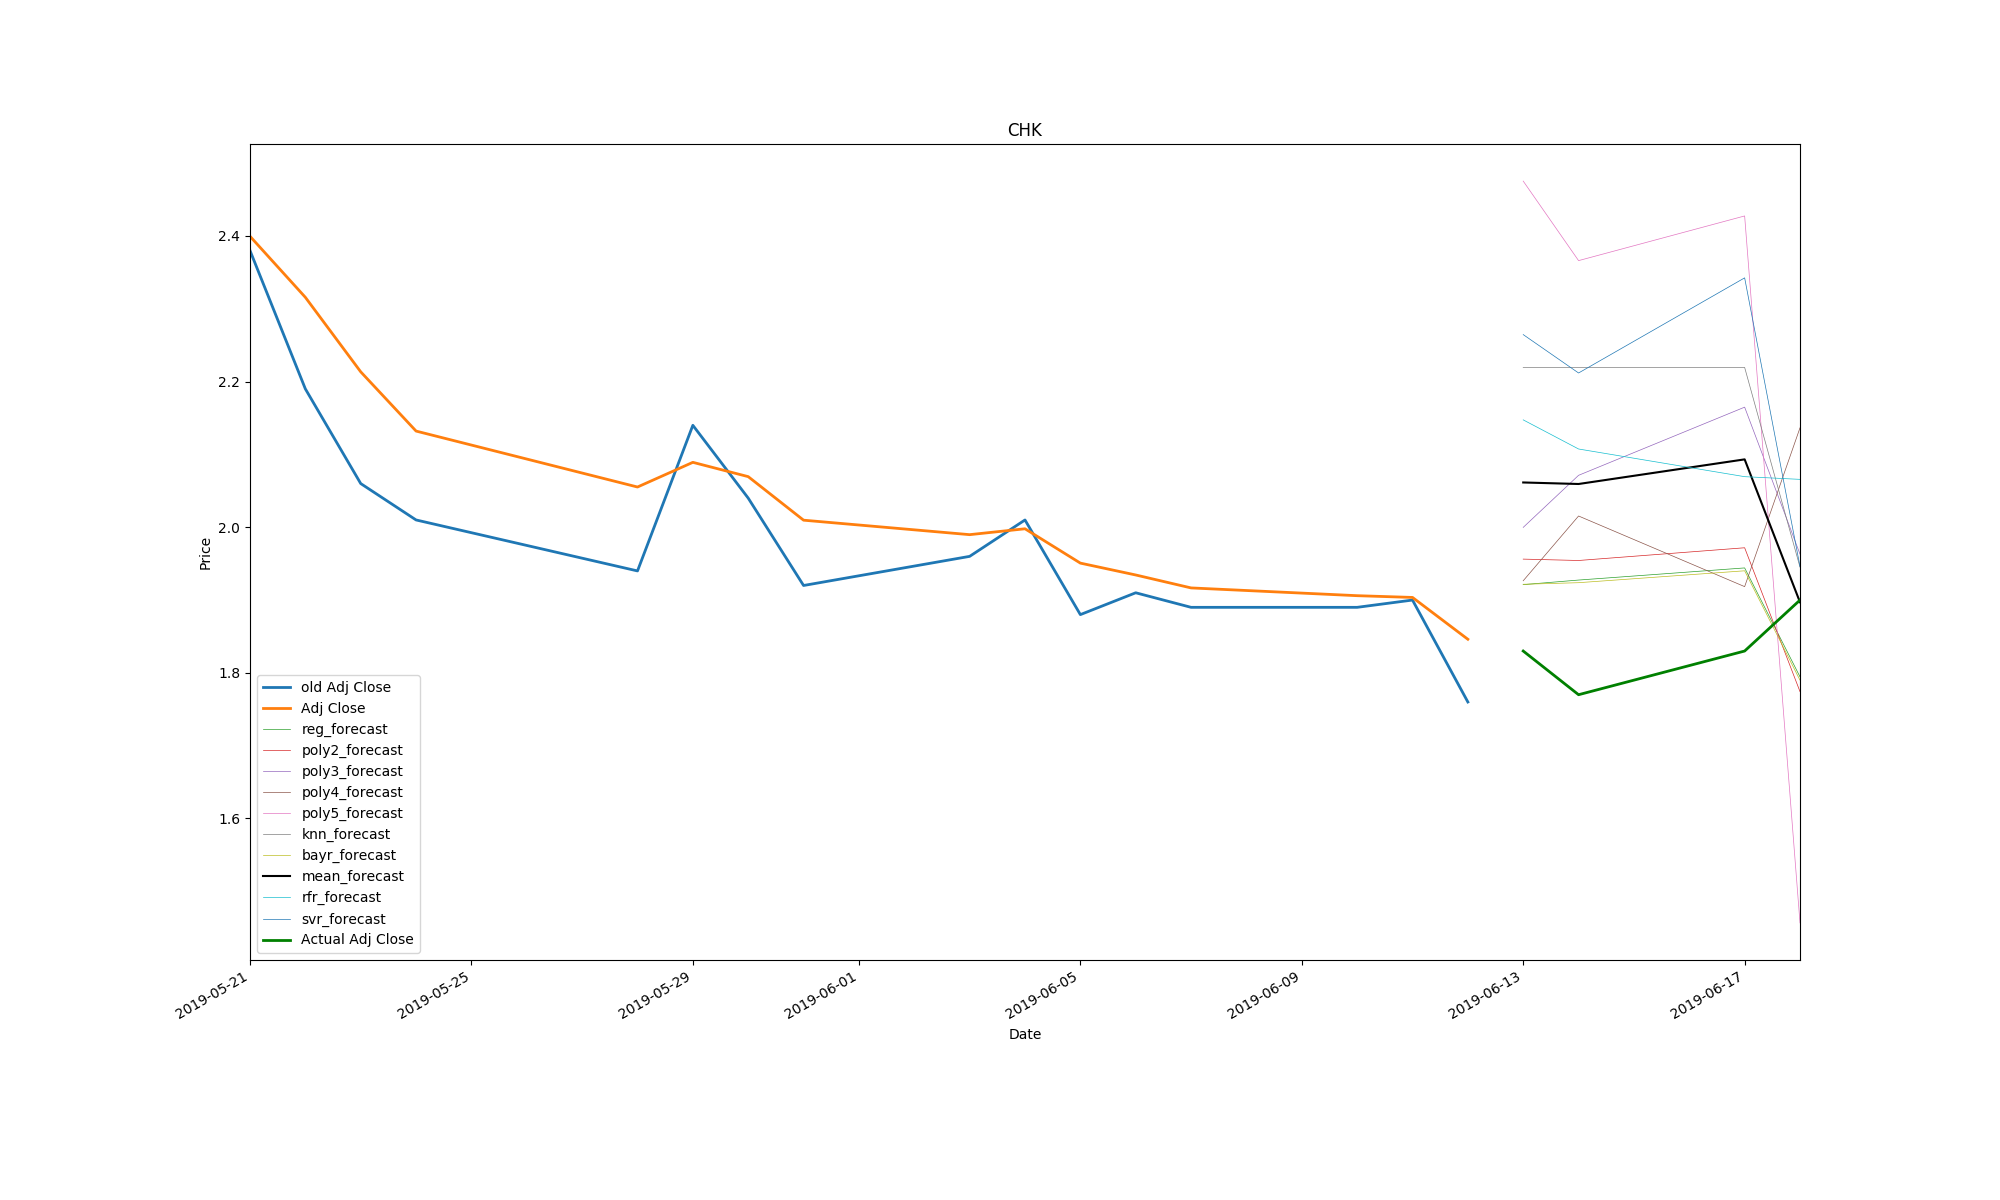 CHK
2.4
2.2
2.0
1.8
1.6
Price
old Adj Close
Adj Close
reg_forecast
poly2_forecast
poly3_forecast
poly4_forecast
poly5_forecast
knn_forecast
bayr_forecast
mean_forecast
rfr_forecast
svr_forecast
Actual Adj Close
2019-05-21
2019-05-25
2019-05-29
2019-06-01
2019-06-05
2019-06-09
2019-06-13
2019-06-17
Date